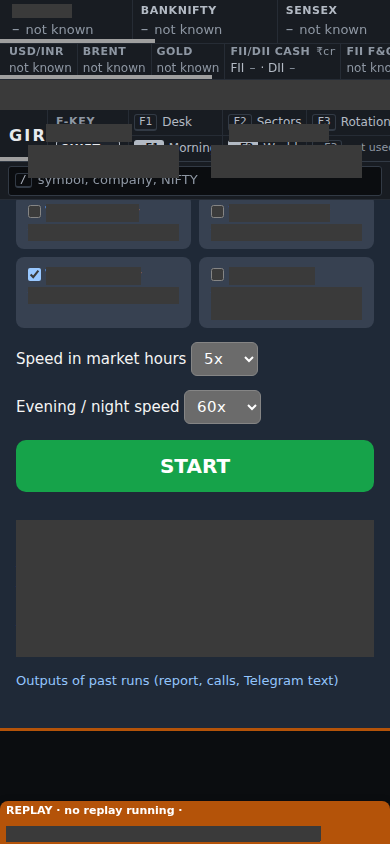 BANKNIFTY SENSEX
– not known – not known – not known
USD/INR BRENT GOLD FII/DII CASH ₹cr FII F&
not known not known not known FII – · DII –
F-KEY F1 Desk F2 Sectors F3 Rotation
GIR
/ symbol, company, NIFTY
Speed in market hours 5x
Evening / night speed 60x
START
Outputs of past runs (report, calls, Telegram text)
REPLAY · no replay running ·